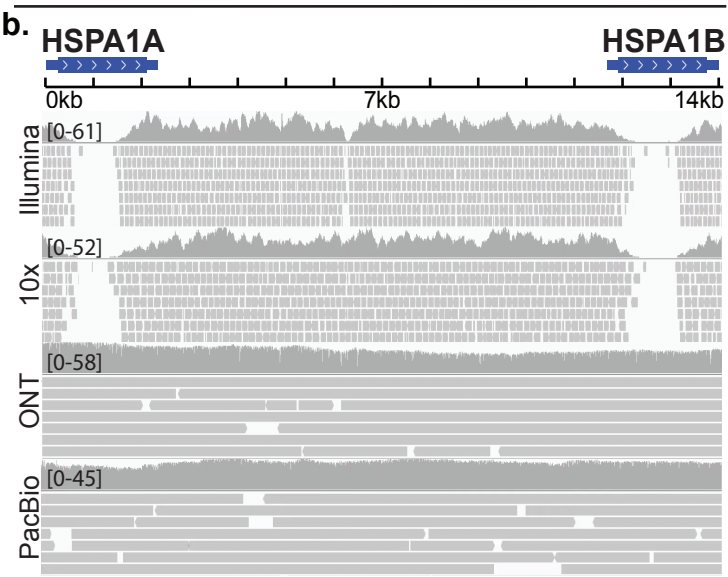 b.
HSPA1A HSPA1B
0kb 7kb 14kb
Illumina
[0-61]
10x
[0-52]
ONT
[0-58]
PacBio
[0-45]